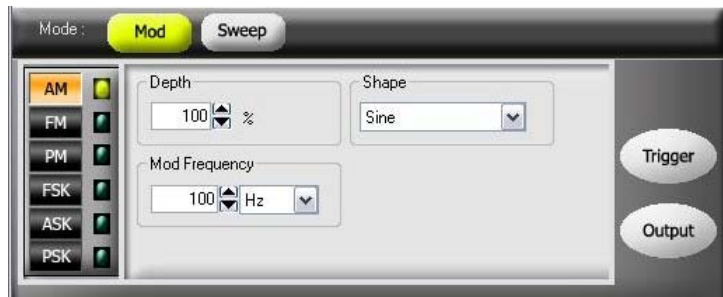 Mode : Mod Sweep
AM
FM
PM
FSK
ASK
PSK
Depth
100 %
Shape
Sine
Mod Frequency
100 Hz
Trigger
Output